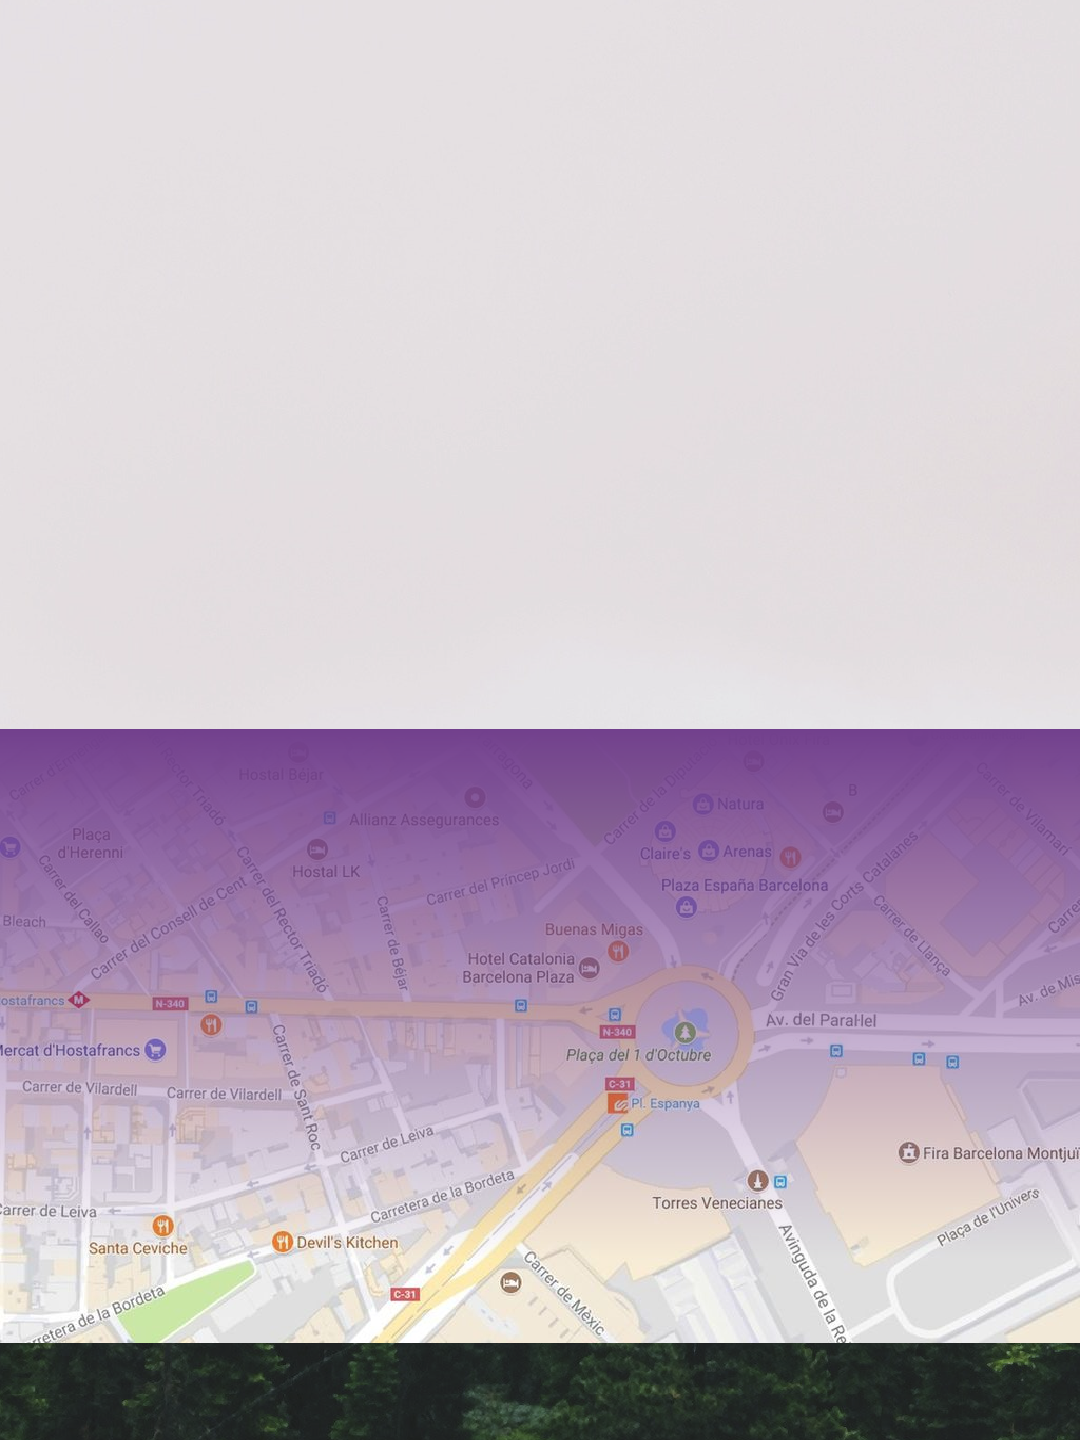 Hostal Béjar
B
Natura
Allianz Assegurances
Plaça
d'Herenni
Claire's
Arenas
Hostal LK
Carrer del Príncep Jordi
Plaza España Barcelona
Carrer de Vilamarí
Rector Triadó
Carrer del Callao
Carrer del Rector Triadó
Bleach
Carrer del Consell de Cent
Carrer de Béjar
Buenas Migas
Gran Via de les Corts Catalanes
Carrer de Llança
Hotel Catalonia
Barcelona Plaza
Av. de Mis
ostafrancs
M
N-340
Av. del Paral·lel
N-340
Mercat d'Hostafrancs
Plaça del 1 d'Octubre
Carrer de Sant Roc
Carrer de Vilardell
Carrer de Vilardell
C-31
Pl. Espanya
Carrer de Leiva
Fira Barcelona Montjuï
Carretera de la Bordeta
Torres Venecianes
Carrer de Leiva
Plaça de l'Univers
Santa Ceviche
Devil's Kitchen
Avinguda de la Re
Carrer de Mèxic
C-31
rretera de la Bordeta